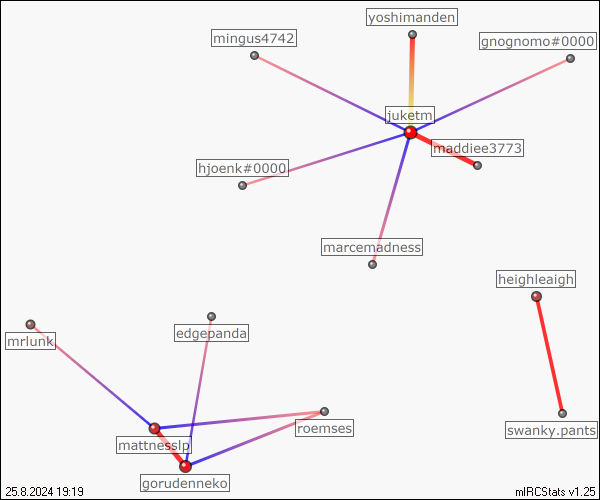 yoshimanden
mingus4742
gnognomo#0000
juketm
maddiee3773
hjoenk#0000
marcemadness
heighleaigh
edgepanda
mrlunk
roemses
swanky.pants
mattnesslp
gorudenneko
25.8.2024 19:19
mIRCStats v1.25